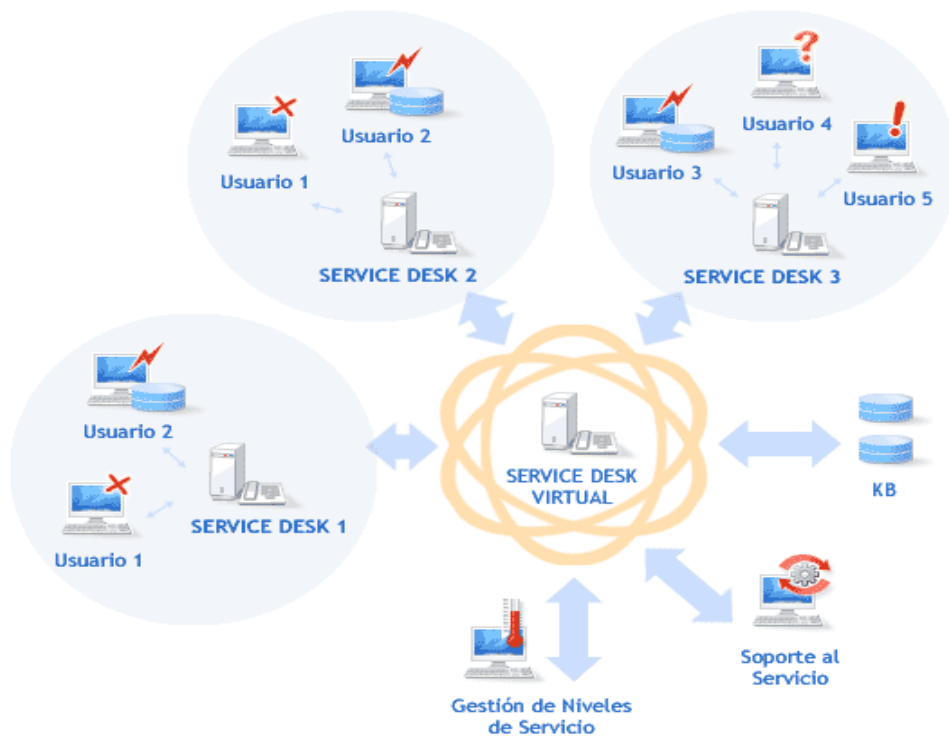 Usuario 1
Usuario 2
SERVICE DESK 2
Usuario 3
Usuario 4
Usuario 5
SERVICE DESK 3
Usuario 2
Usuario 1
SERVICE DESK 1
SERVICE DESK
VIRTUAL
KB
Soporte al
Servicio
Gestión de Niveles
de Servicio